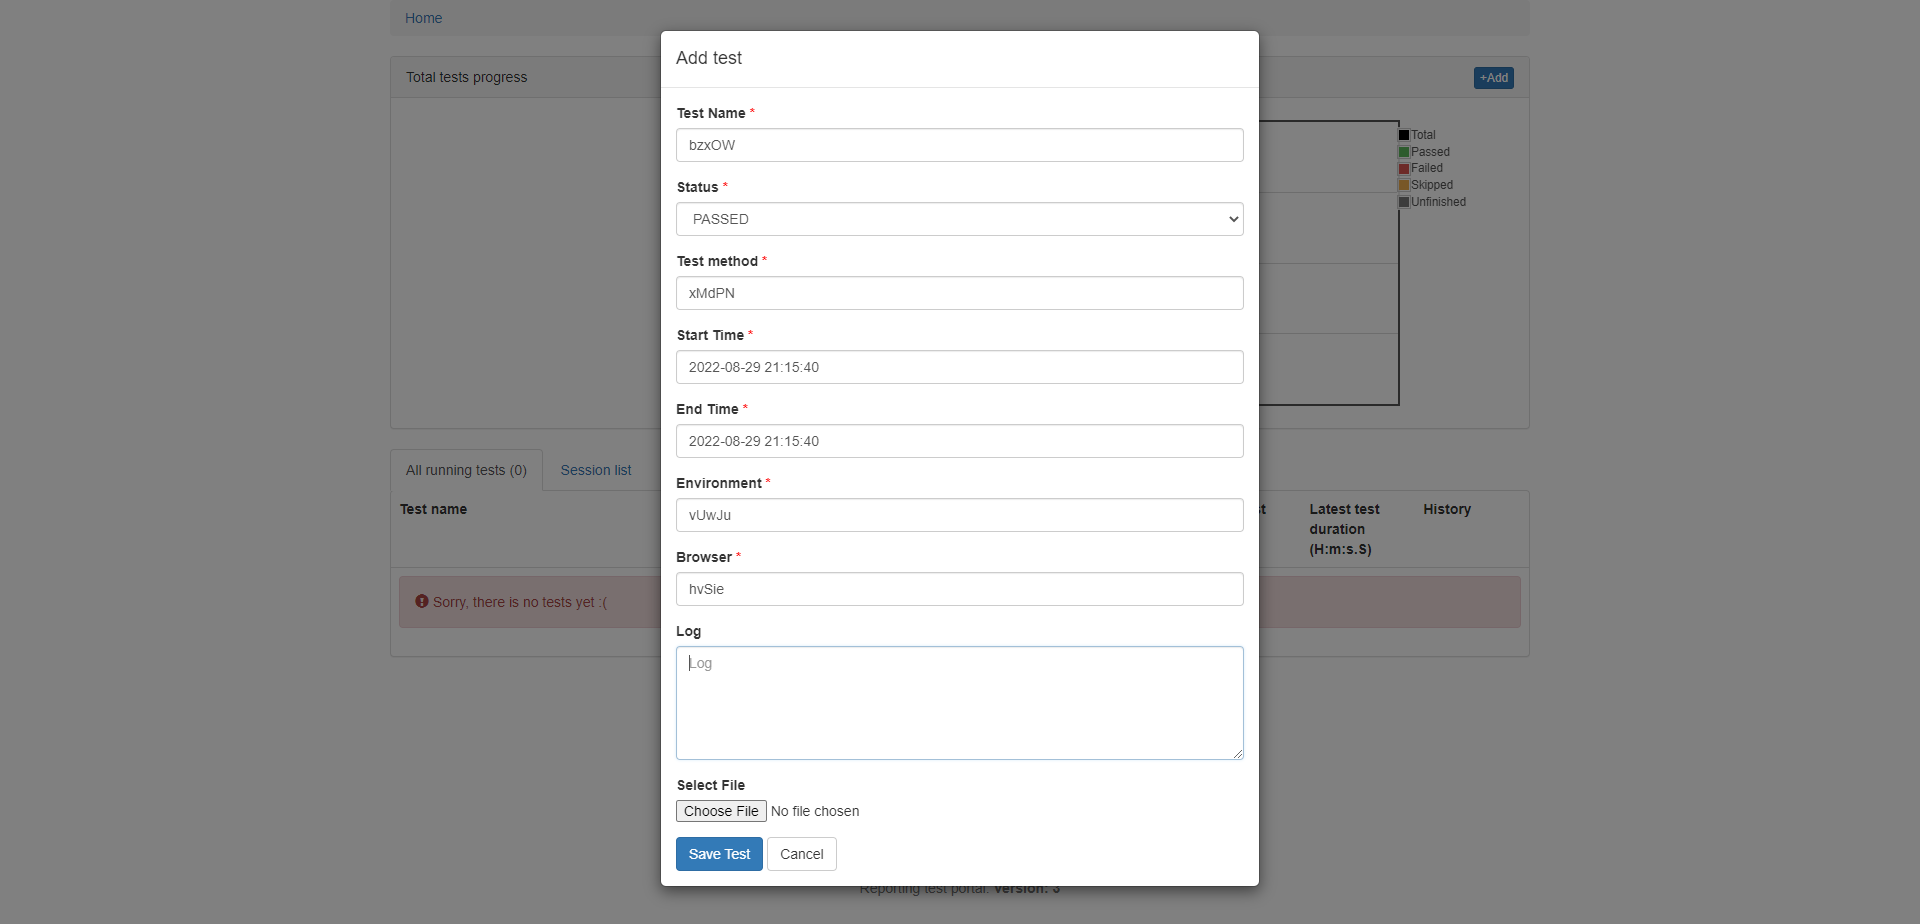 Home
Total tests progress
+Add
Total
Passed
Failed
Skipped
Unfinished
Add test
Test Name *
bzxOW
Status *
PASSED
Test method *
xMdPN
Start Time *
2022-08-29 21:15:40
End Time *
2022-08-29 21:15:40
Environment *
vUwJu
Browser *
hvSie
Log
Log
Select File
Choose File No file chosen
Save Test Cancel
All running tests (0) Session list
Test name
Latest test
duration
(H:m:s.S)
History
Sorry, there is no tests yet :(
Reporting test portal. Version: 3